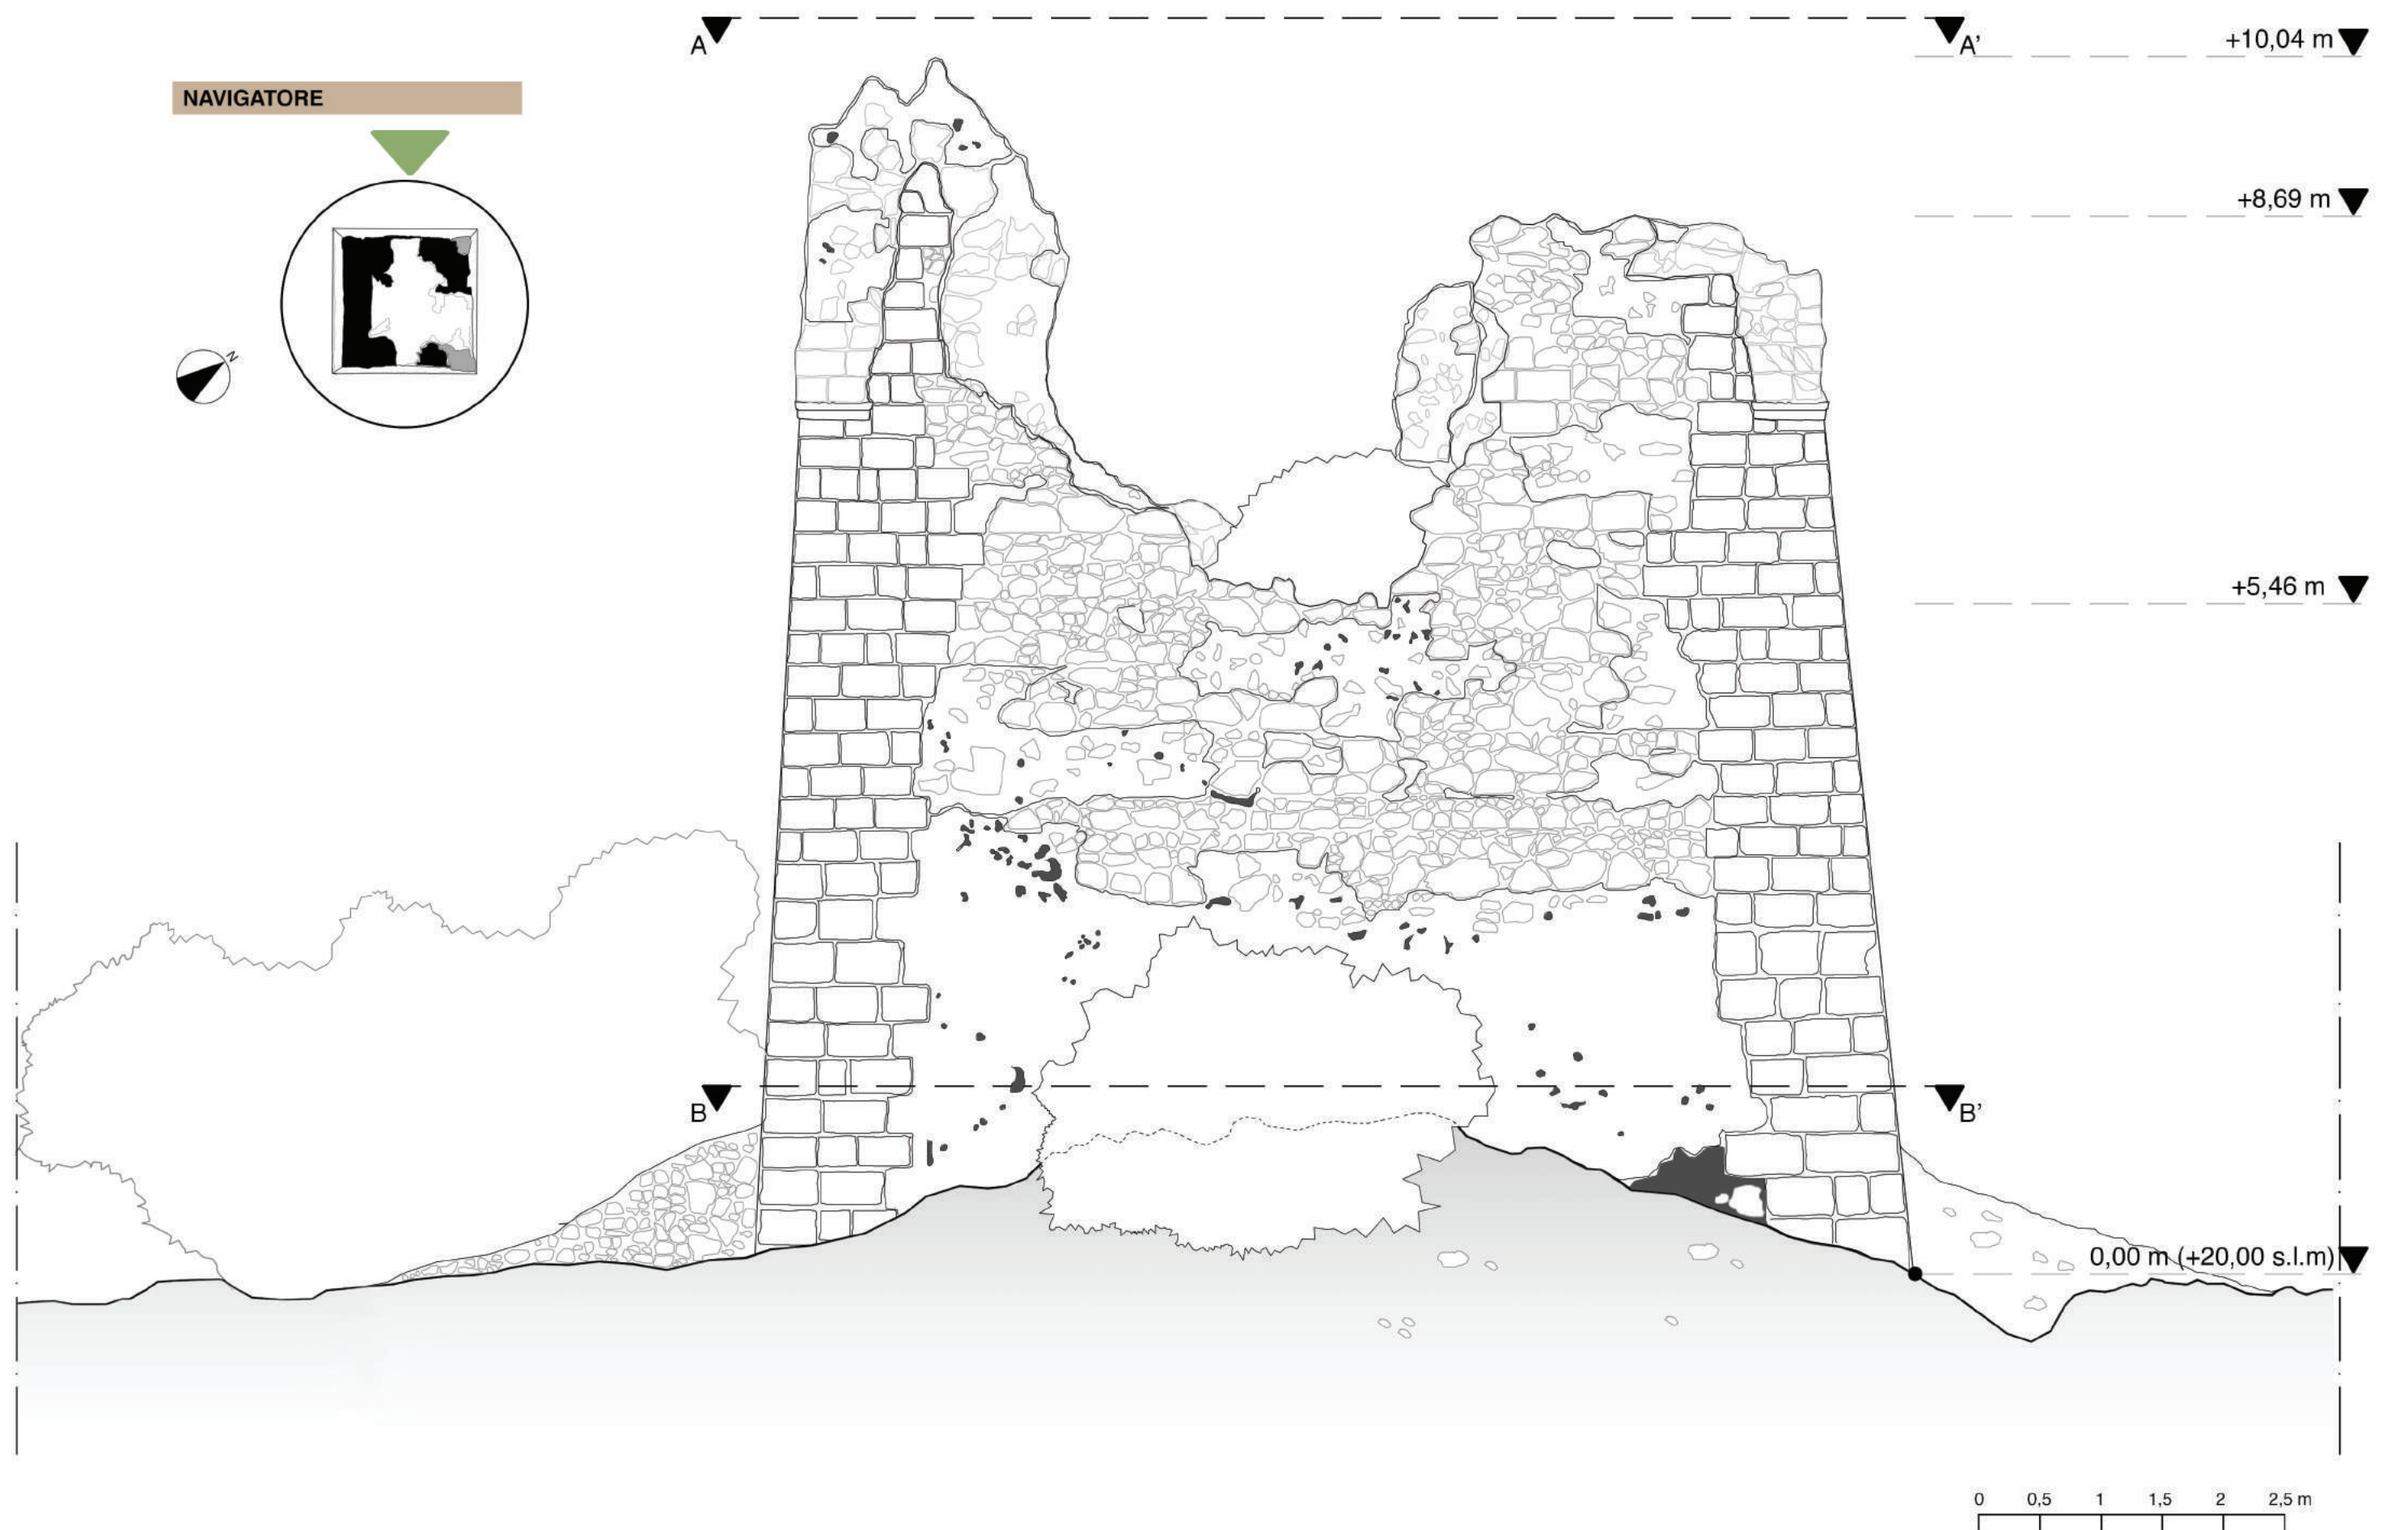 A
A'
+10,04 m
NAVIGATORE
+8,69 m
N
+5,46 m
B
B'
0,00 m (+20,00 s.l.m)
0 0,5 1 1,5 2 2,5 m